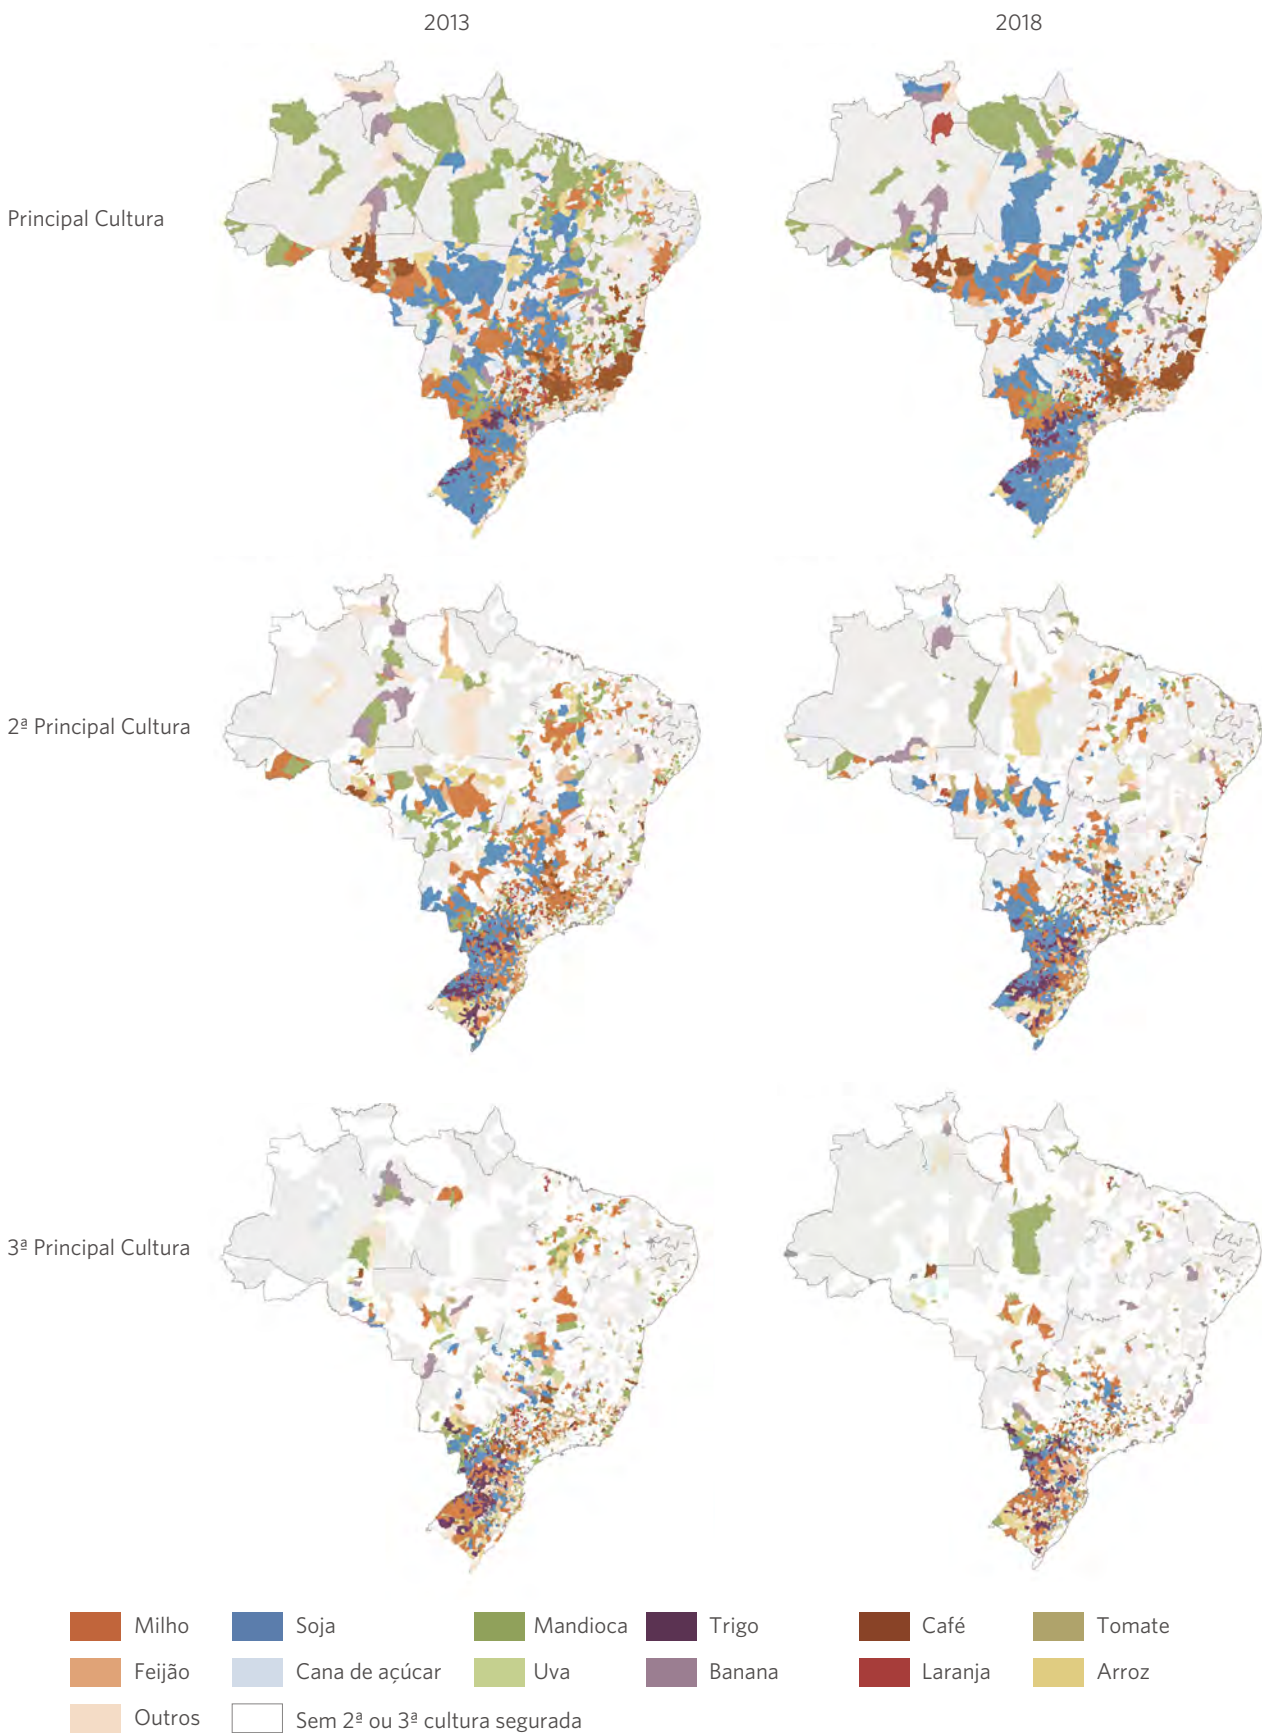 2013 2018
Principal Cultura
2ª Principal Cultura
3ª Principal Cultura
Milho Soja Mandioca Trigo Café Tomate
Feijão Cana de açúcar Uva Banana Laranja Arroz
Outros Sem 2ª ou 3ª cultura segurada